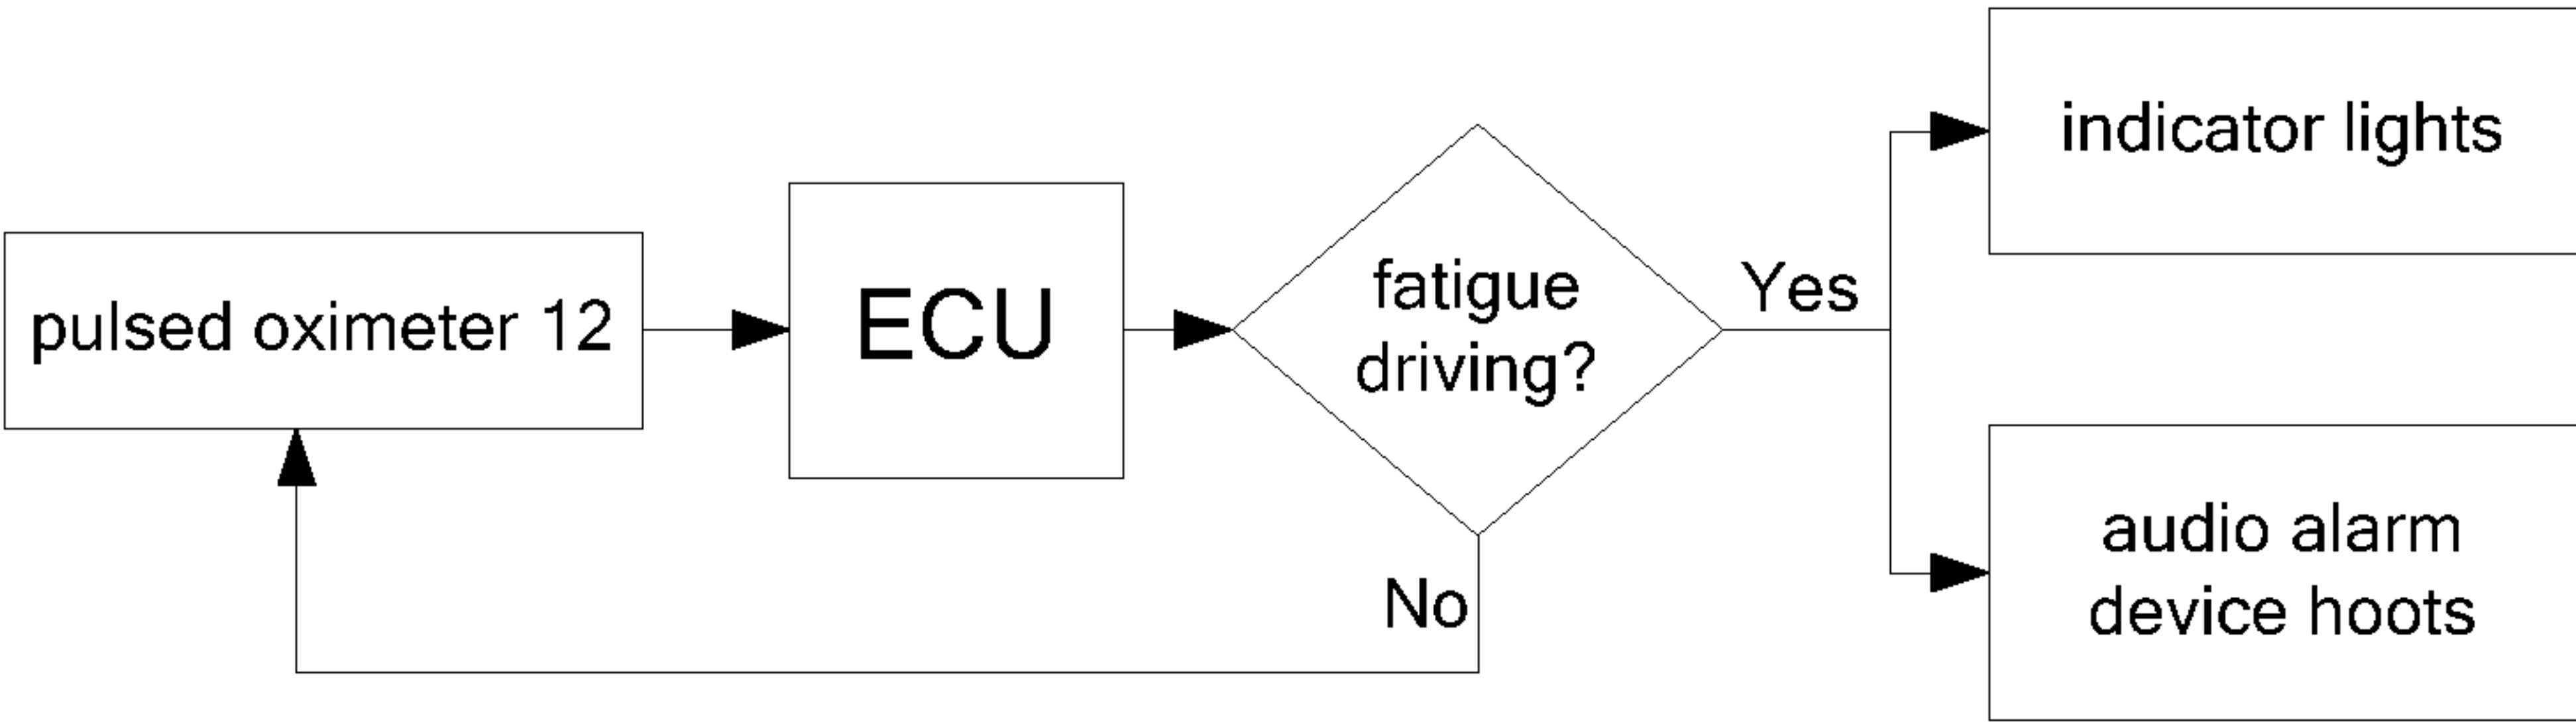 pulsed oximeter 12
ECU
fatigue
driving?
Yes
No
indicator lights
audio alarm
device hoots